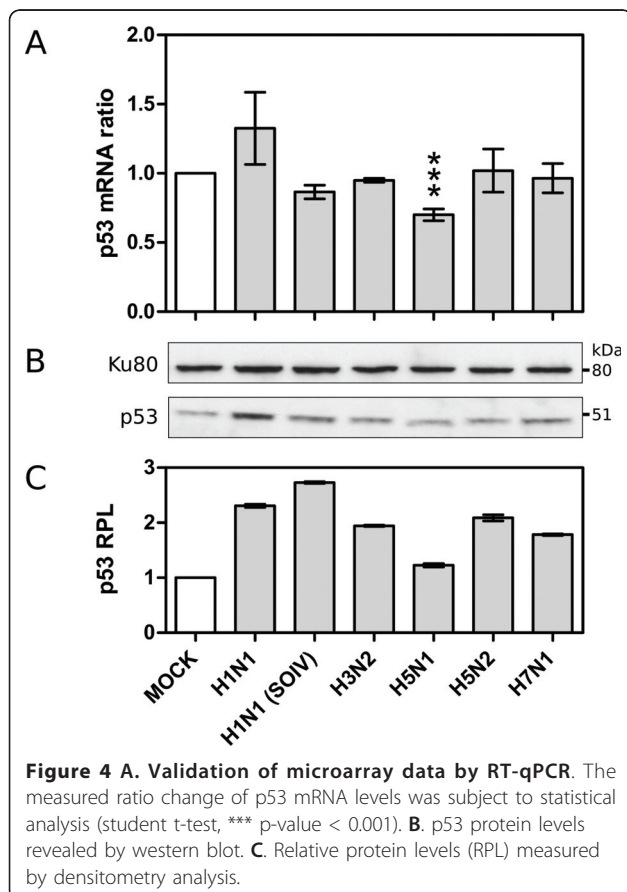 A
2.0
1.5
1.0
0.5
0.0
p53 mRNA ratio
***
B
Ku80
p53
kDa
80
51
C
3
2
1
0
p53 RPL
MOCK
H1N1
H1N1 (SOIV)
H3N2
H5N1
H5N2
H7N1
Figure 4 A. Validation of microarray data by RT-qPCR. The
measured ratio change of p53 mRNA levels was subject to statistical
analysis (student t-test, *** p-value < 0.001). B. p53 protein levels
revealed by western blot. C. Relative protein levels (RPL) measured
by densitometry analysis.